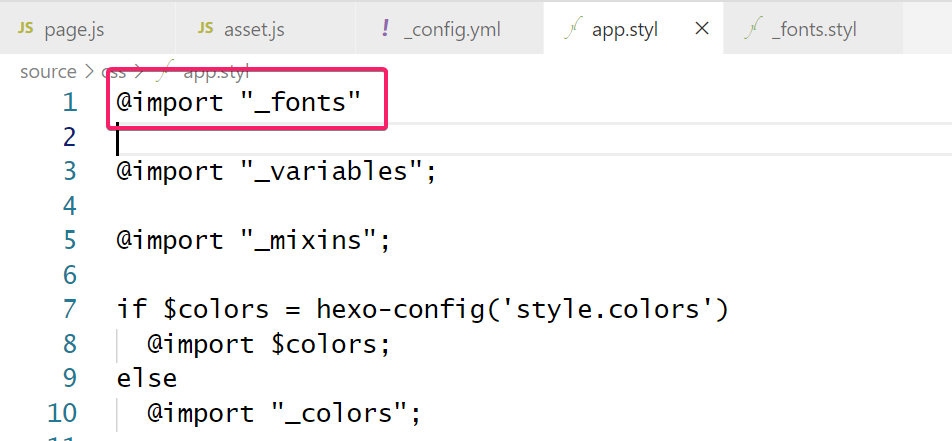 JS page.js JS asset.js ! _config.yml app.styl × _fonts.styl
source > css > app.styl
1 @import "_fonts"
2
3 @import "_variables";
4
5 @import "_mixins";
6
7 if $colors = hexo-config('style.colors')
8 @import $colors;
9 else
10 @import "_colors";